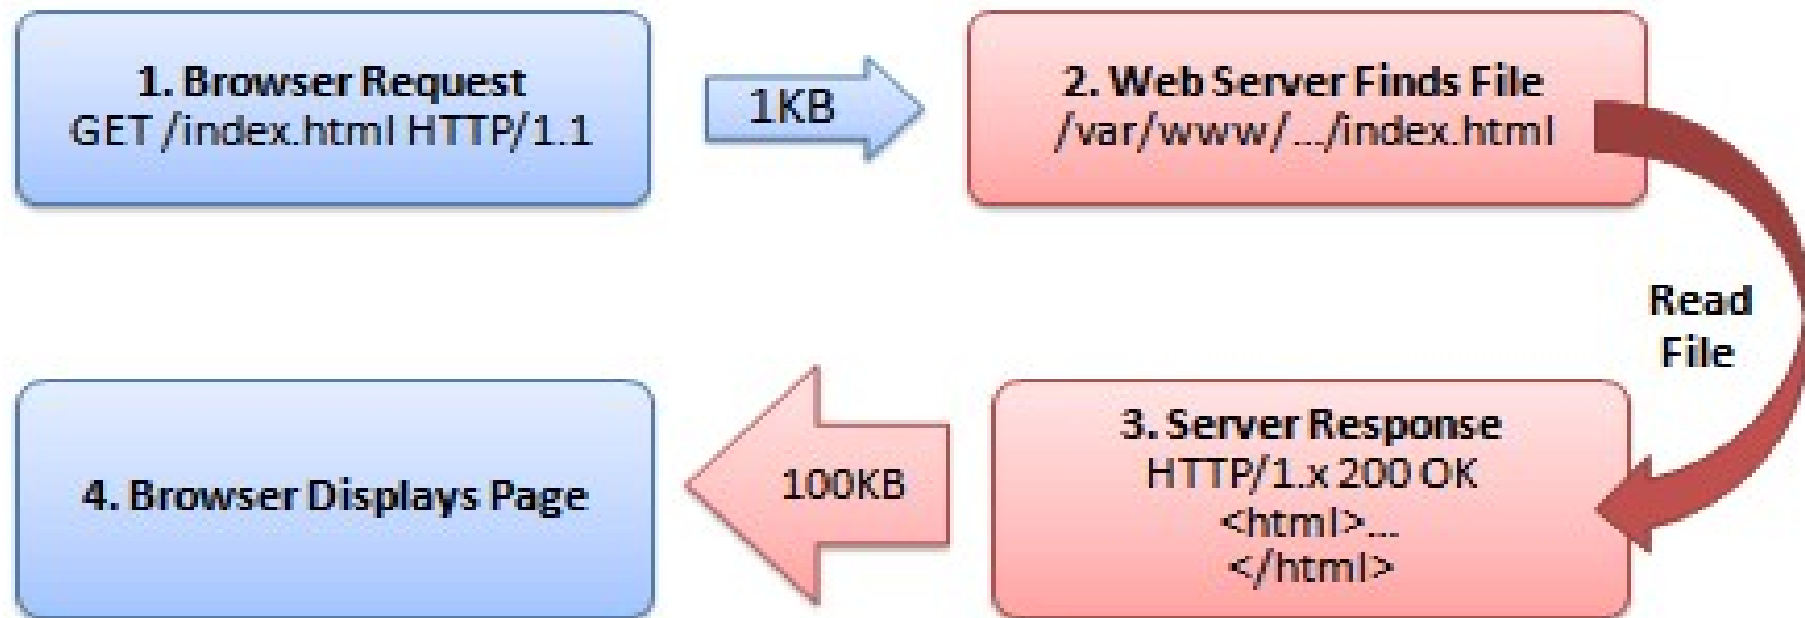 1. Browser Request
GET /index.html HTTP/1.1
1KB
2. Web Server Finds File
/var/www/.../index.html
Read
File
3. Server Response
HTTP/1.x 200 OK
<html>...
</html>
100KB
4. Browser Displays Page